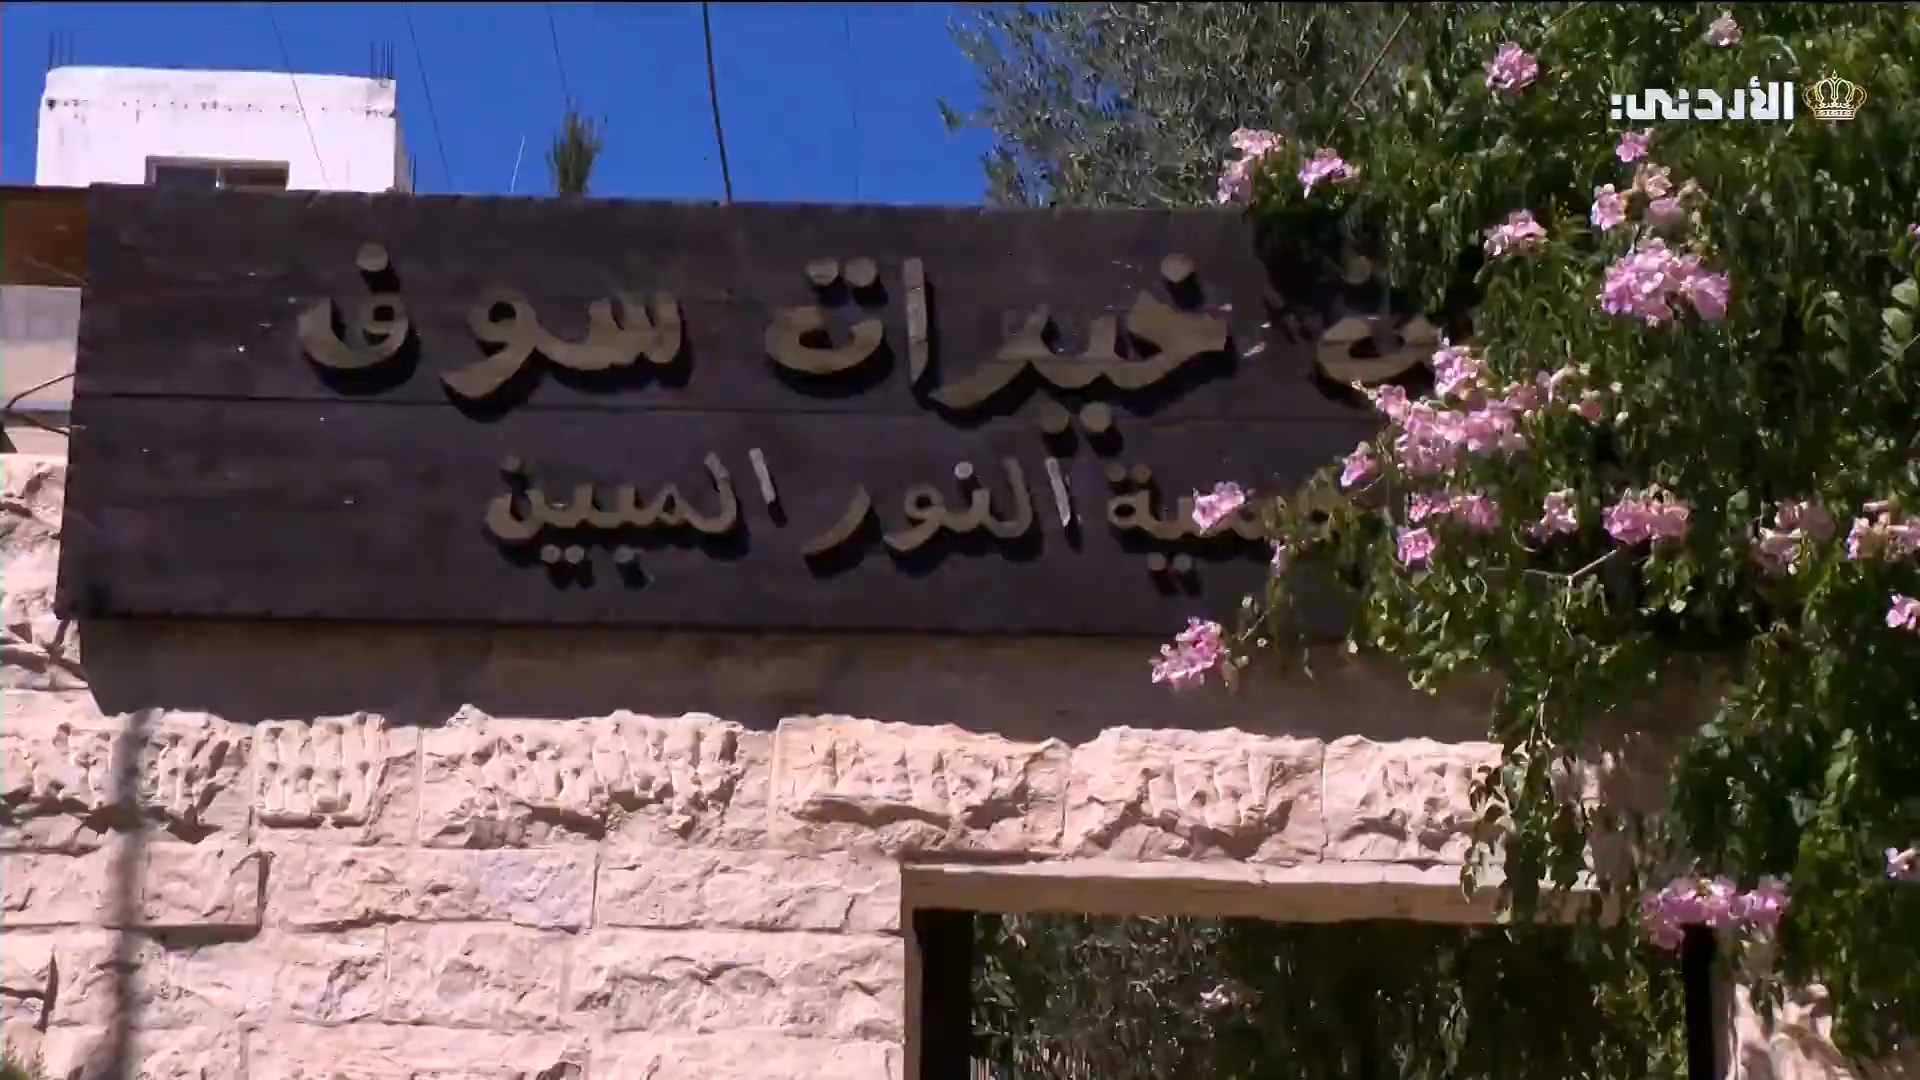 الأردني:
خيرات سوف
النور المبين